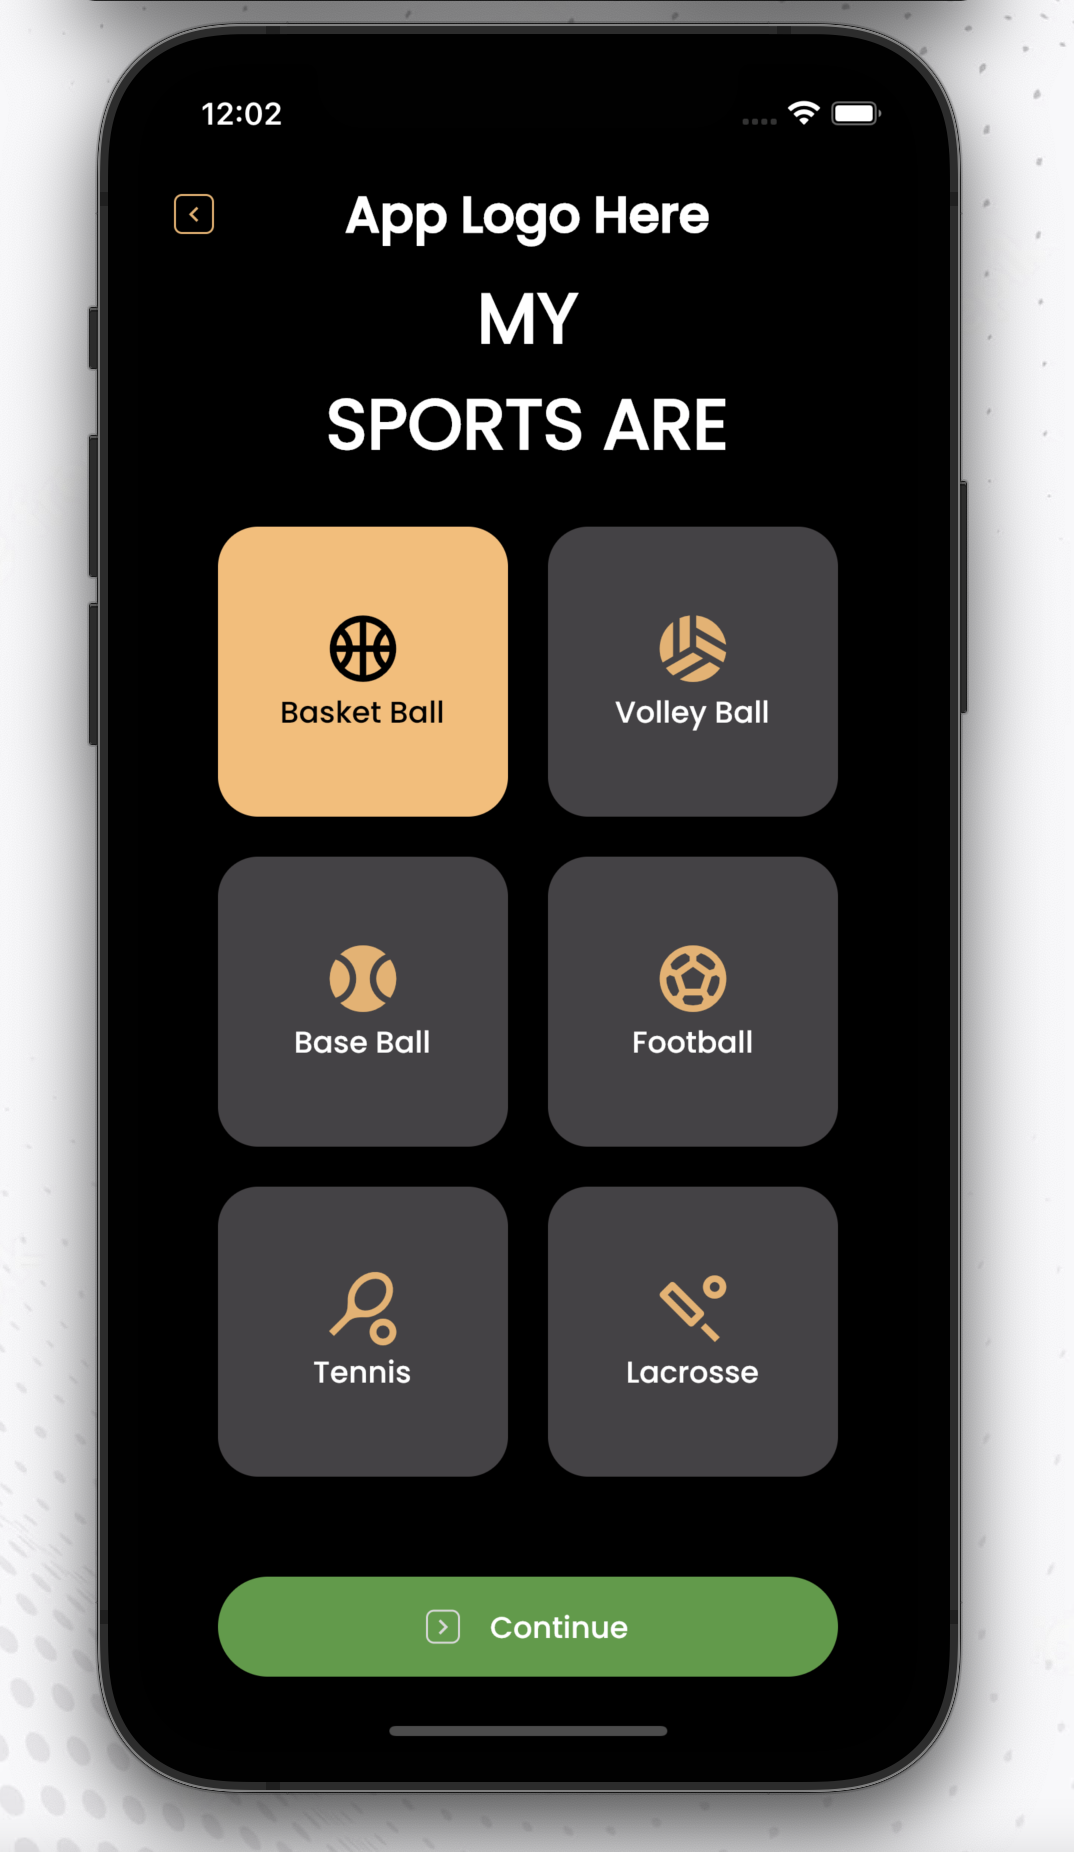 12:02
App Logo Here
MY
SPORTS ARE
Basket Ball
Volley Ball
Base Ball
Football
Tennis
Lacrosse
Continue